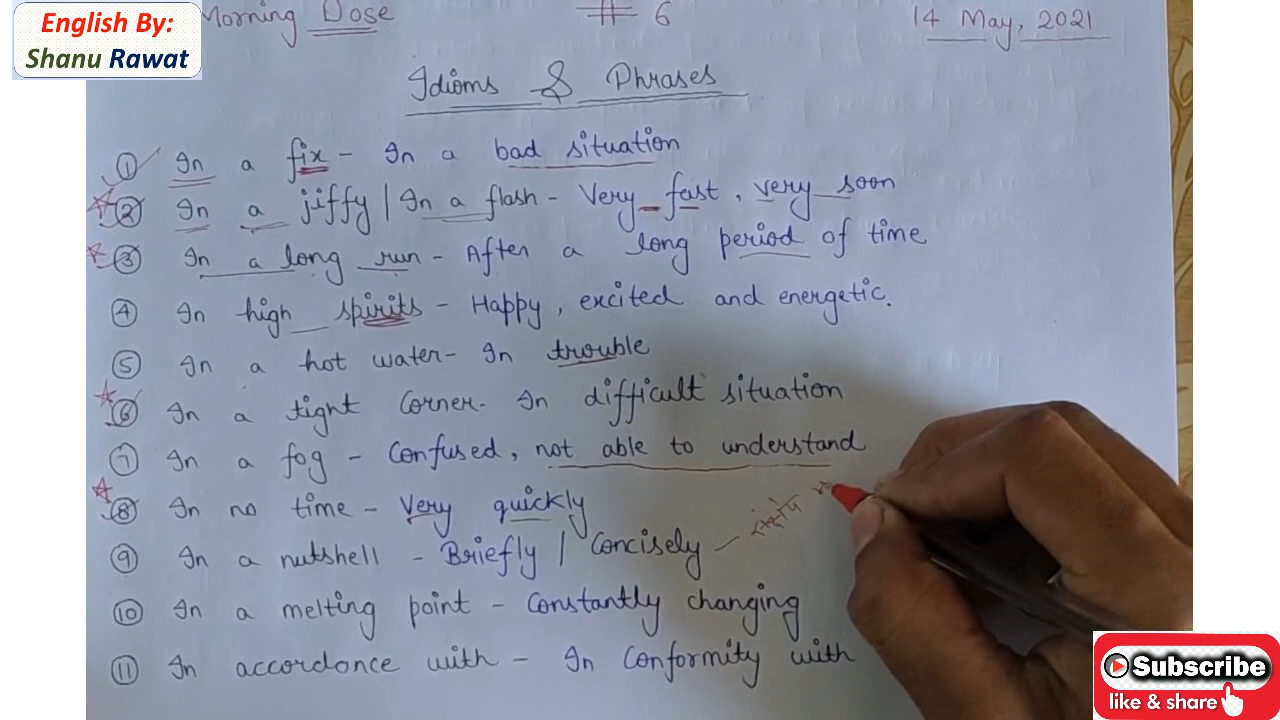 English By:
Shanu Rawat
Morning Dose # 6 14 May, 2021
Idioms & Phrases
① In a fix - In a bad situation
② In a jiffy | In a flash - Very fast, very soon
③ In a long run - After a long period of time
④ In high spirits - Happy, excited and energetic.
⑤ In a hot water - In trouble
⑥ In a tight corner - In difficult situation
⑦ In a fog - Confused, not able to understand
⑧ In no time - Very quickly
⑨ In a nutshell - Briefly | Concisely - संक्षेप
⑩ In a melting point - Constantly changing
⑪ In accordance with - In conformity with
Subscribe
like & share